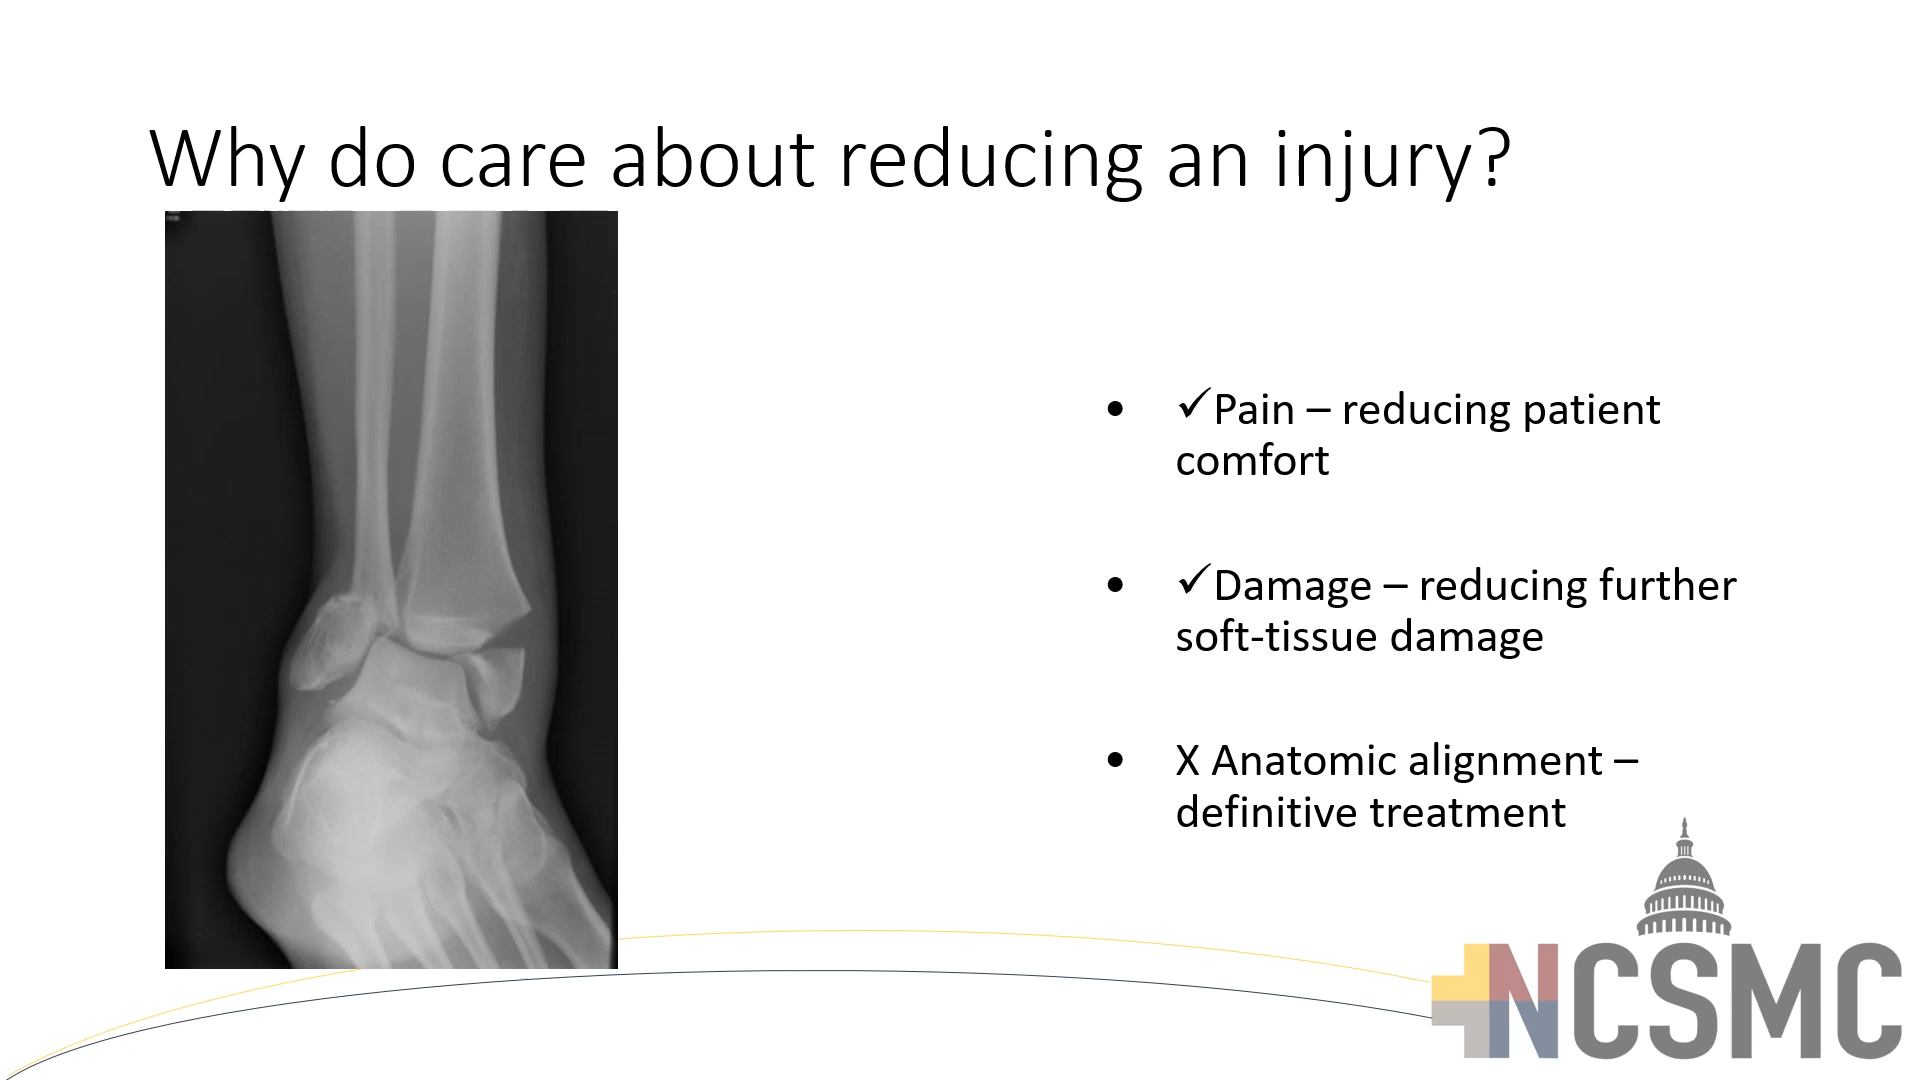 Why do care about reducing an injury?
• ✓Pain – reducing patient
comfort
• ✓Damage – reducing further
soft-tissue damage
• X Anatomic alignment –
definitive treatment
NCSMC